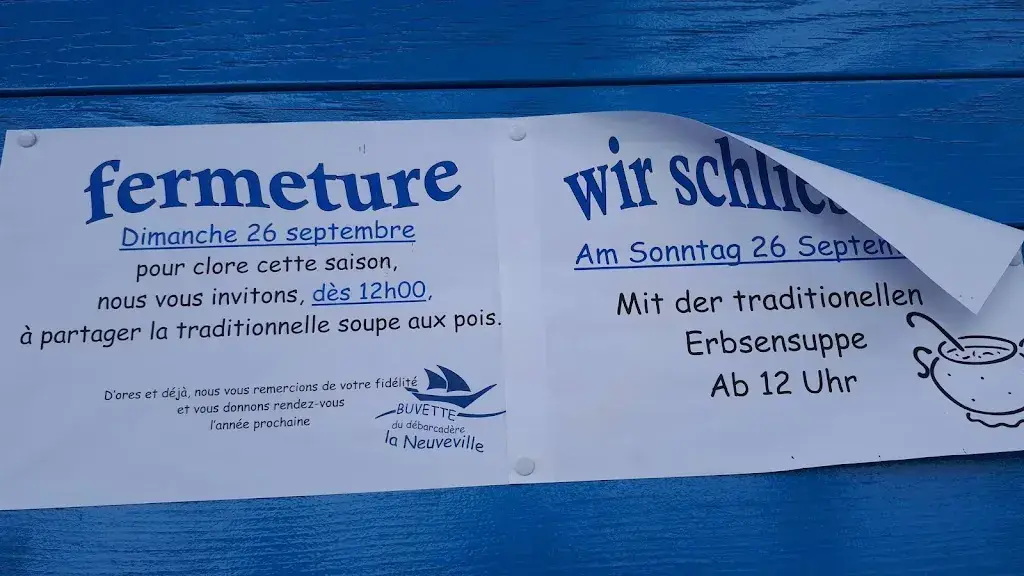 fermeture
Dimanche 26 septembre
pour clore cette saison,
nous vous invitons, dès 12h00,
à partager la traditionnelle soupe aux pois.
D'ores et déjà, nous vous remercions de votre fidélité
et vous donnons rendez-vous
l'année prochaine
BUVETTE
du débarcadère
la Neuveville
wir
Am Sonntag 26
Mit der traditionellen
Erbsensuppe
Ab 12 Uhr